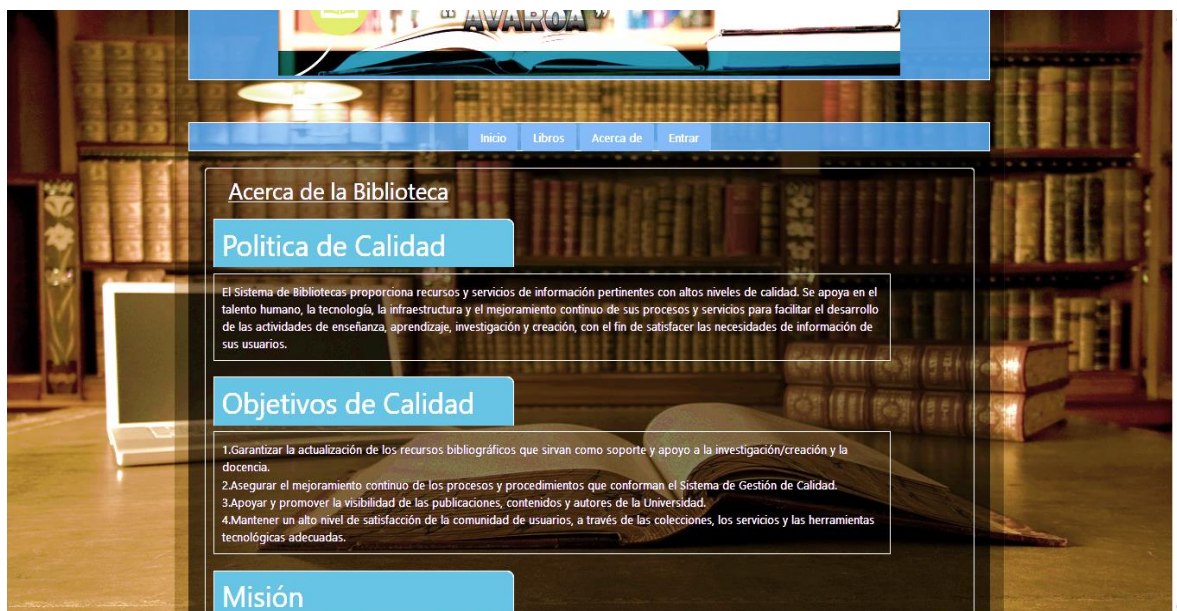 " AVAROA "
Inicio Libros Acerca de Entrar
Acerca de la Biblioteca
Politica de Calidad
El Sistema de Bibliotecas proporciona recursos y servicios de información pertinentes con altos niveles de calidad. Se apoya en el
talento humano, la tecnología, la infraestructura y el mejoramiento continuo de sus procesos y servicios para facilitar el desarrollo
de las actividades de enseñanza, aprendizaje, investigación y creación, con el fin de satisfacer las necesidades de información de
sus usuarios.
Objetivos de Calidad
1.Garantizar la actualización de los recursos bibliográficos que sirvan como soporte y apoyo a la investigación/creación y la
docencia.
2.Asegurar el mejoramiento continuo de los procesos y procedimientos que conforman el Sistema de Gestión de Calidad.
3.Apoyar y promover la visibilidad de las publicaciones, contenidos y autores de la Universidad.
4.Mantener un alto nivel de satisfacción de la comunidad de usuarios, a través de las colecciones, los servicios y las herramientas
tecnológicas adecuadas.
Misión